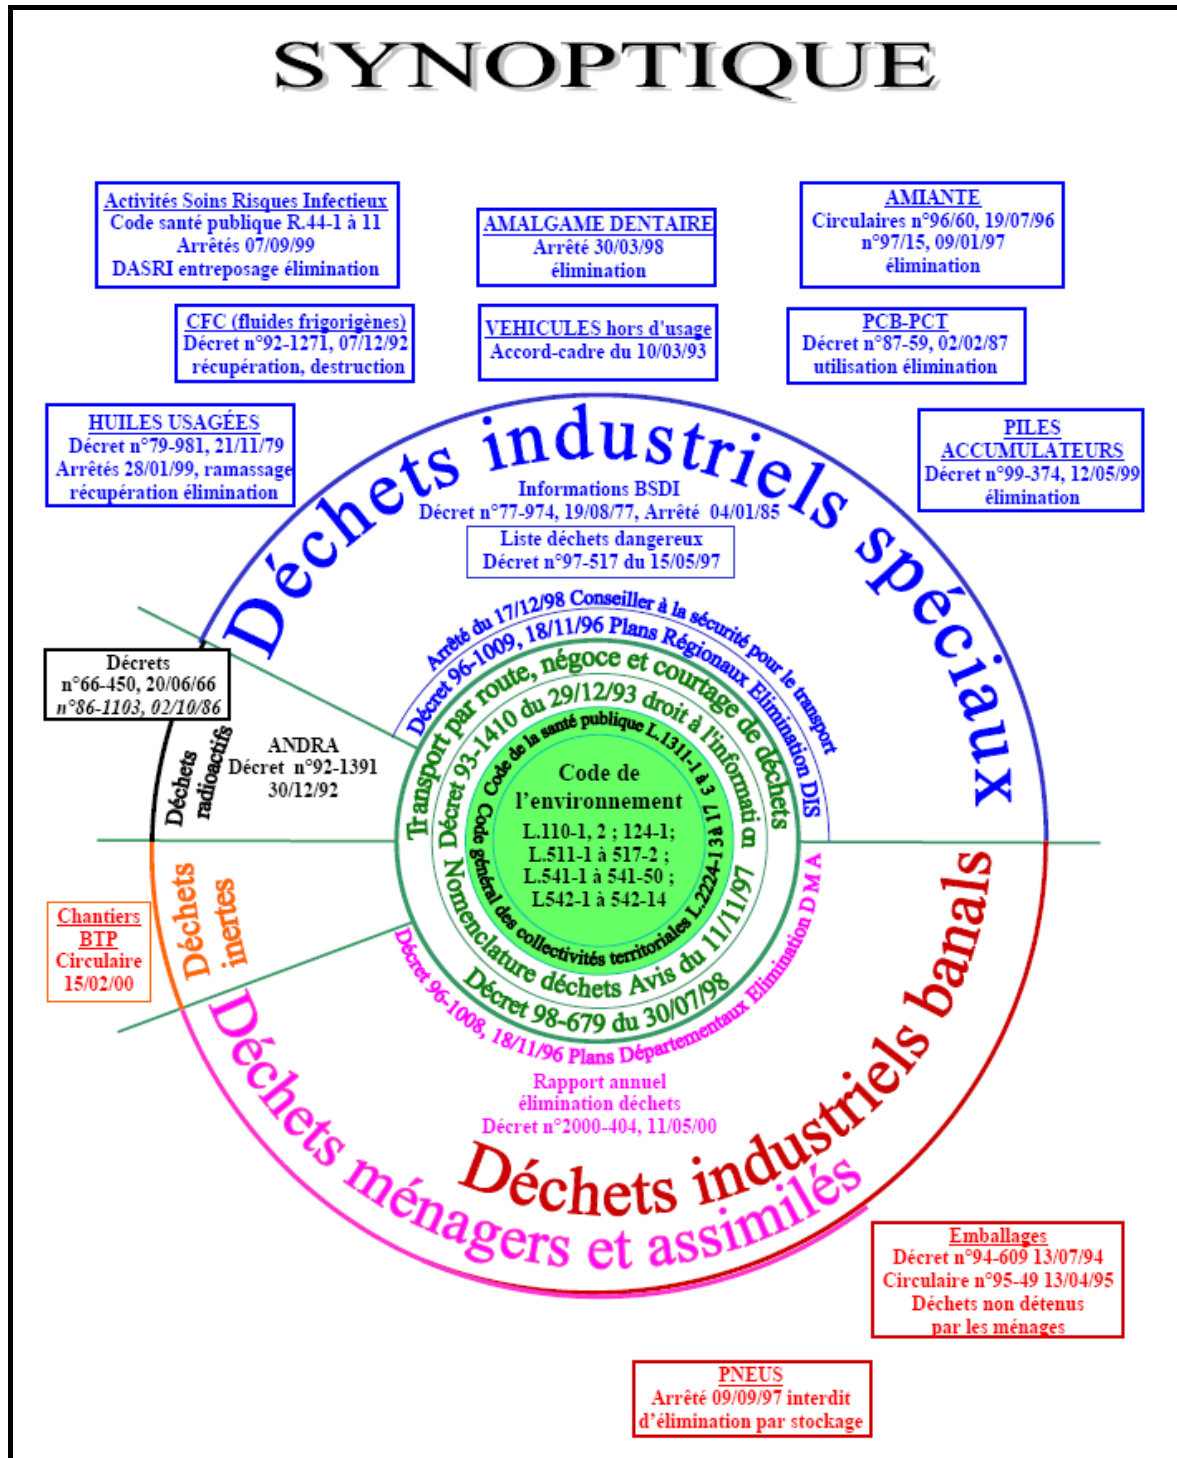 SYNOPTIQUE
Activités Soins Risques Infectieux
Code santé publique R.44-1 à 11
Arrêtés 07/09/99
DASRI entreposage élimination
AMALGAME DENTAIRE
Arrêté 30/03/98
élimination
AMIANTE
Circulaires n°96/60, 19/07/96
n°97/15, 09/01/97
élimination
CFC (fluides frigorigènes)
Décret n°92-1271, 07/12/92
récupération, destruction
VEHICULES hors d'usage
Accord-cadre du 10/03/93
PCB-PCT
Décret n°87-59, 02/02/87
utilisation élimination
HUILES USAGÉES
Décret n°79-981, 21/11/79
Arrêtés 28/01/99, ramassage
récupération élimination
PILES
ACCUMULATEURS
Décret n°99-374, 12/05/99
élimination
Déchets industriels spéciaux
Informations BSDI
Décret n°77-974, 19/08/77, Arrêté 04/01/85
Liste déchets dangereux
Décret n°97-517 du 15/05/97
Arrêté du 17/12/98 Conseiller à la sécurité pour le transport
Décret 96-1009, 18/11/96 Plans Régionaux Elimination DIS
Transport par route, négoce et courtage de déchets
Décret 93-1410 du 29/12/93 droit à l'informati on
Code de la santé publique L.1311-1 à 3
Code de
l'environnement
L.110-1, 2 ; 124-1;
L.511-1 à 517-2 ;
L.541-1 à 541-50 ;
L542-1 à 542-14
Code général des collectivités territoriales L.2224-13 à 17
Nomenclature déchets Avis du 11/11/97
Décret 98-679 du 30/07/98
Décrets
n°66-450, 20/06/66
n°86-1103, 02/10/86
Déchets
radioactifs
ANDRA
Décret n°92-1391
30/12/92
Déchets
inertes
Chantiers
BTP
Circulaire
15/02/00
Décret 96-1008, 18/11/96 Plans Départementaux Elimination D M A
Rapport annuel
élimination déchets
Décret n°2000-404, 11/05/00
Déchets industriels banals
Déchets ménagers et assimilés
Emballages
Décret n°94-609 13/07/94
Circulaire n°95-49 13/04/95
Déchets non détenus
par les ménages
PNEUS
Arrêté 09/09/97 interdit
d'élimination par stockage